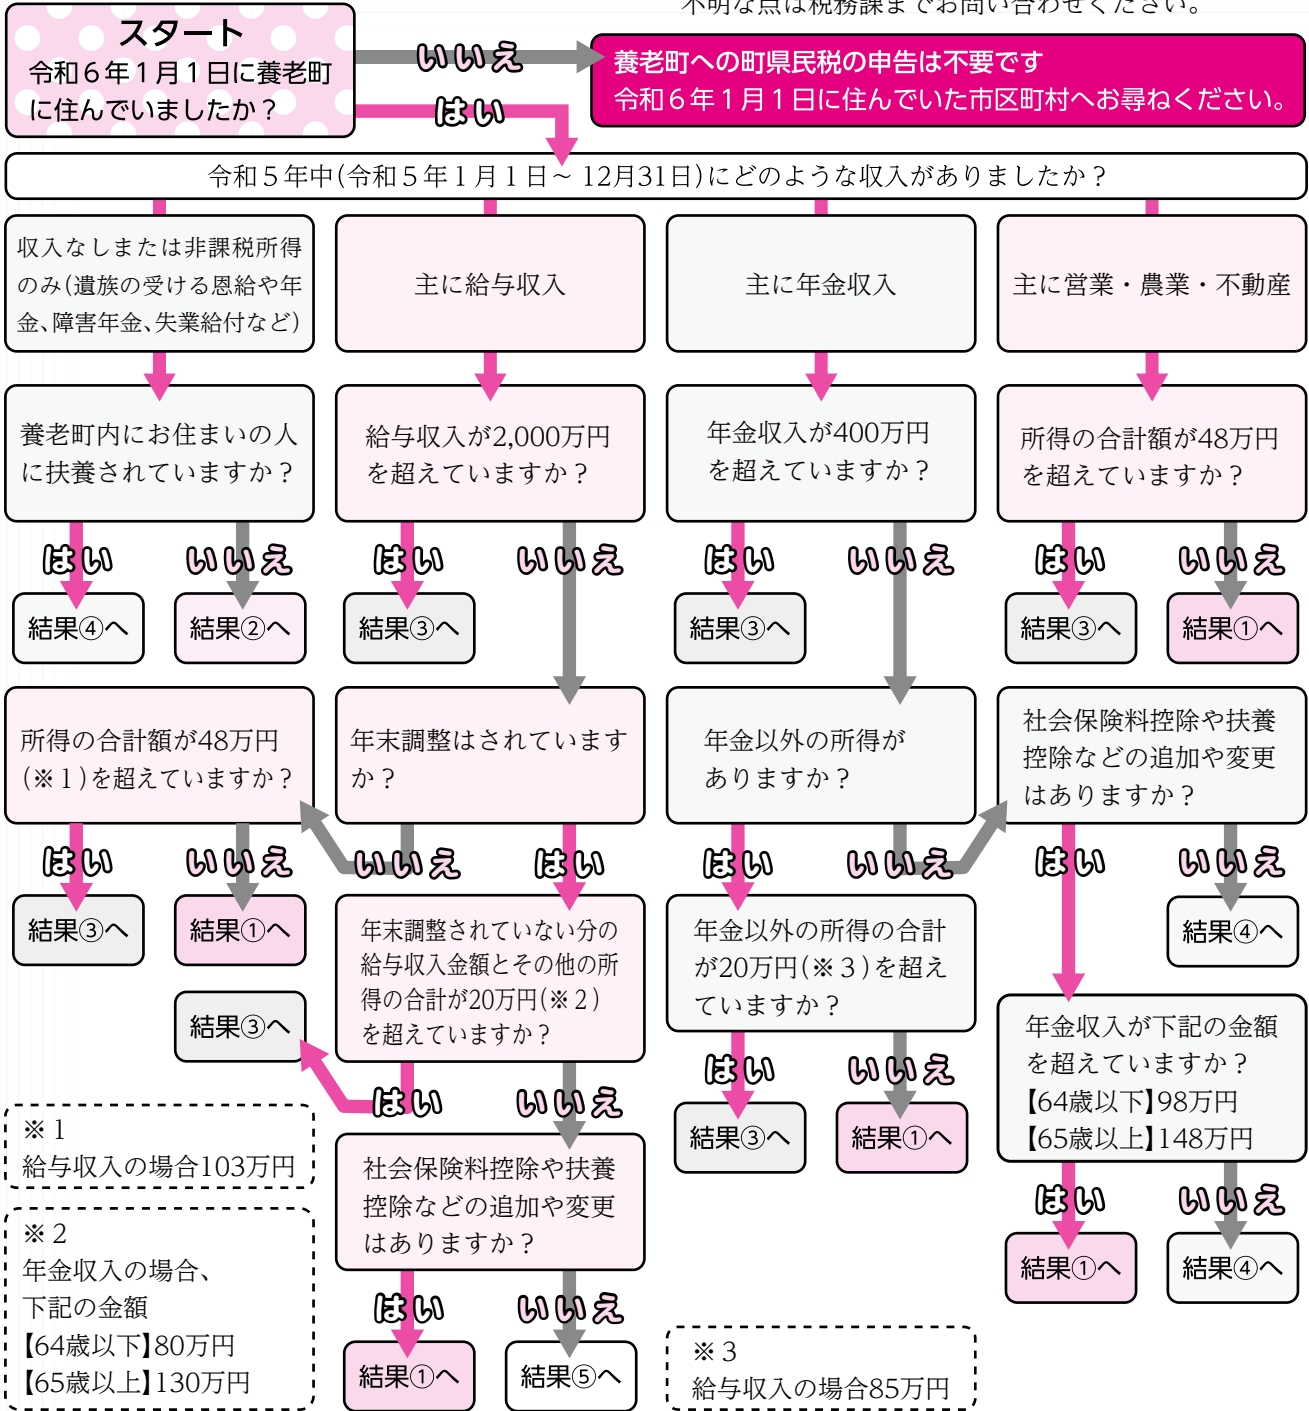 不明な点は税務課までお問い合わせください。
スタート
令和６年１月１日に養老町
に住んでいましたか？
いいえ
養老町への町県民税の申告は不要です
令和６年１月１日に住んでいた市区町村へお尋ねください。
はい
令和５年中(令和５年１月１日～ 12月31日)にどのような収入がありましたか？
収入なしまたは非課税所得
のみ(遺族の受ける恩給や年
金、障害年金、失業給付など)
主に給与収入
主に年金収入
主に営業・農業・不動産
養老町内にお住まいの人
に扶養されていますか？
給与収入が2,000万円
を超えていますか？
年金収入が400万円
を超えていますか？
所得の合計額が48万円
を超えていますか？
はい
いいえ
はい
いいえ
はい
いいえ
はい
いいえ
結果④へ
結果②へ
結果③へ
結果③へ
結果③へ
結果①へ
所得の合計額が48万円
(※１)を超えていますか？
年末調整はされています
か？
年金以外の所得が
ありますか？
社会保険料控除や扶養
控除などの追加や変更
はありますか？
はい
いいえ
いいえ
はい
はい
いいえ
はい
いいえ
結果③へ
結果①へ
年末調整されていない分の
給与収入金額とその他の所
得の合計が20万円(※２)
を超えていますか？
年金以外の所得の合計
が20万円(※３)を超え
ていますか？
結果④へ
結果③へ
年金収入が下記の金額
を超えていますか？
【64歳以下】98万円
【65歳以上】148万円
はい
いいえ
はい
いいえ
結果③へ
結果①へ
※１
給与収入の場合103万円
社会保険料控除や扶養
控除などの追加や変更
はありますか？
はい
いいえ
結果①へ
結果④へ
※２
年金収入の場合、
下記の金額
【64歳以下】80万円
【65歳以上】130万円
はい
いいえ
結果①へ
結果⑤へ
※３
給与収入の場合85万円